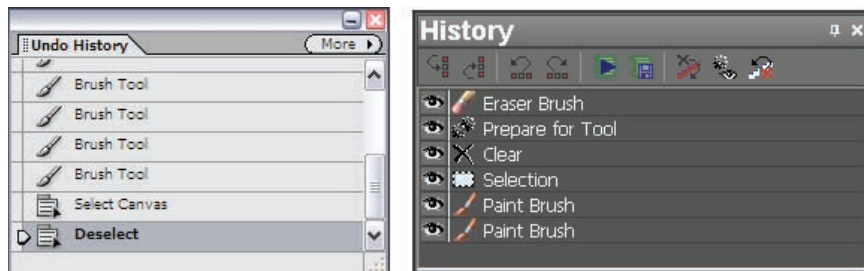 Undo History
More
Brush Tool
Brush Tool
Brush Tool
Brush Tool
Select Canvas
Deselect
History
Eraser Brush
Prepare for Tool
Clear
Selection
Paint Brush
Paint Brush